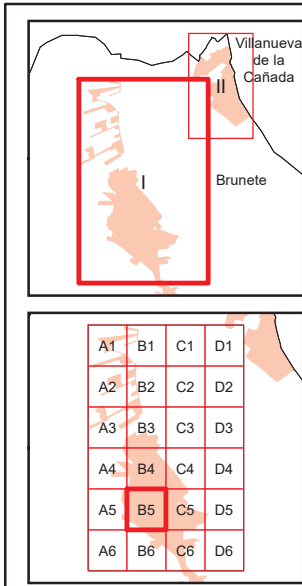 Villanueva
de la
Cañada
II
I
Brunete
A1 B1 C1 D1
A2 B2 C2 D2
A3 B3 C3 D3
A4 B4 C4 D4
A5 B5 C5 D5
A6 B6 C6 D6